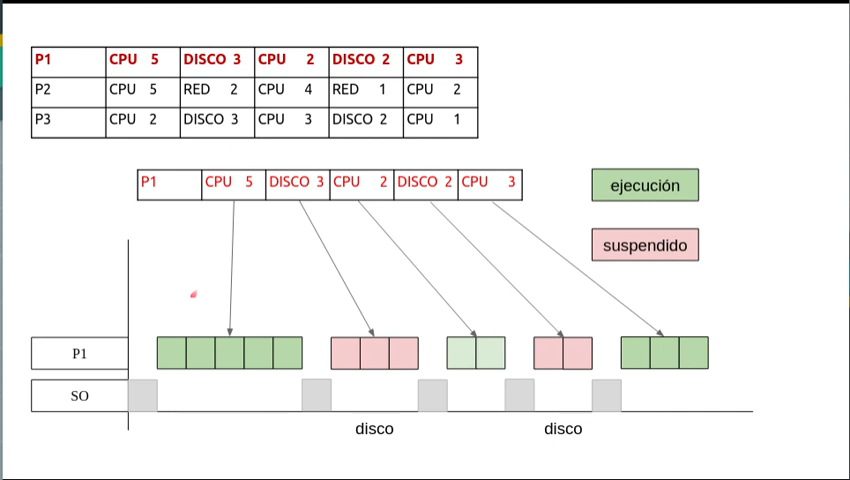 P1 CPU 5 DISCO 3 CPU 2 DISCO 2 CPU 3
P2 CPU 5 RED 2 CPU 4 RED 1 CPU 2
P3 CPU 2 DISCO 3 CPU 3 DISCO 2 CPU 1
P1 CPU 5 DISCO 3 CPU 2 DISCO 2 CPU 3
ejecución
suspendido
P1
SO
disco disco